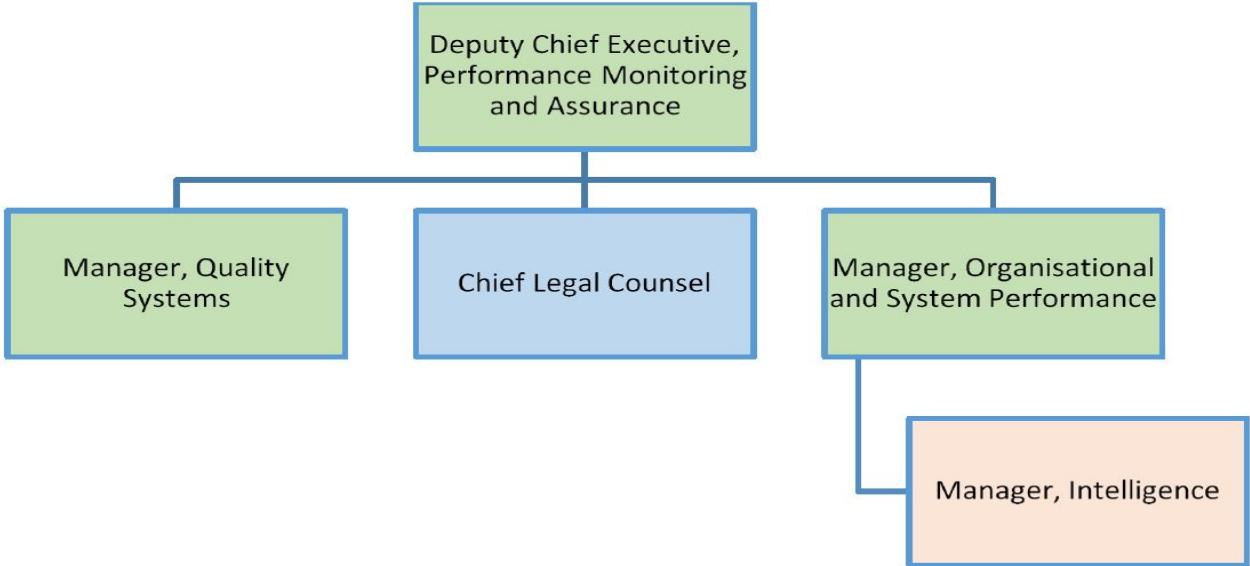 Deputy Chief Executive,
Performance Monitoring
and Assurance
Manager, Quality
Systems
Chief Legal Counsel
Manager, Organisational
and System Performance
Manager, Intelligence